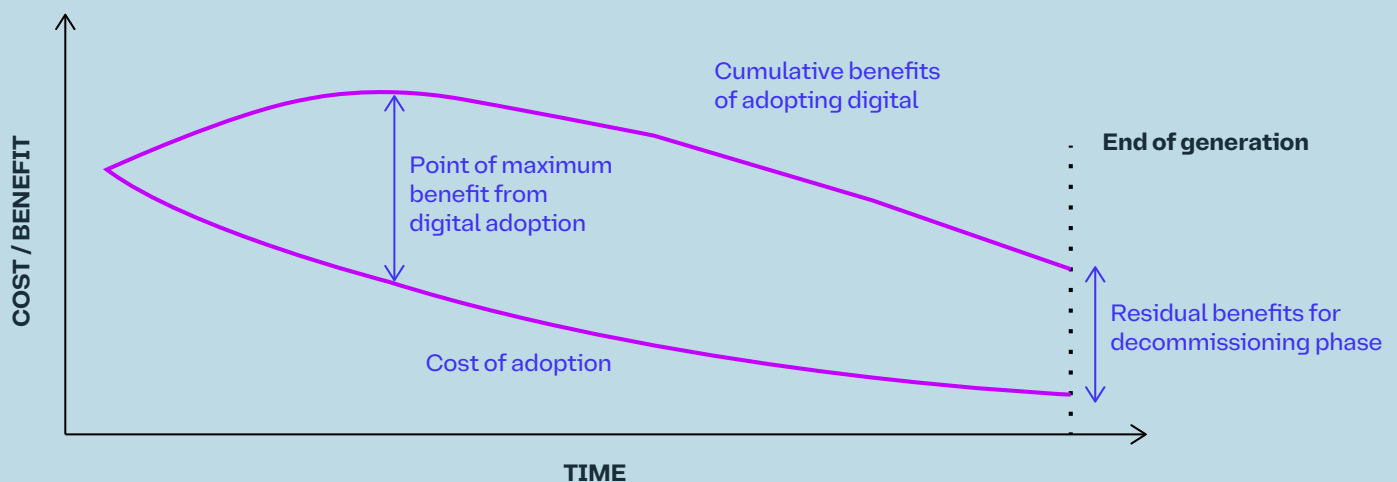 Cumulative benefits
of adopting digital
End of generation
Point of maximum
benefit from
digital adoption
COST / BENEFIT
Residual benefits for
decommissioning phase
Cost of adoption
TIME